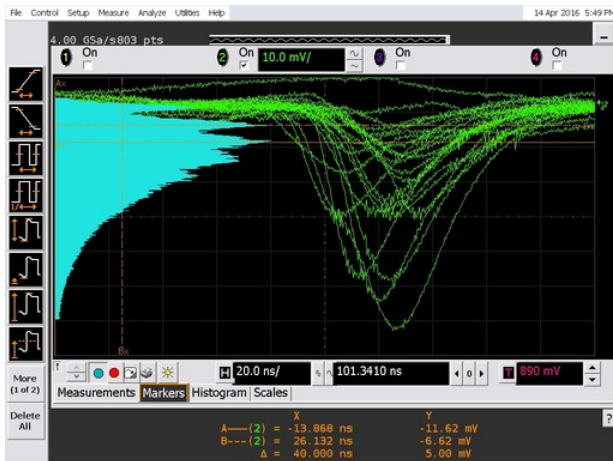 File Control Setup Measure Analyze Utilities Help 14 Apr 2016 5:49 PM
4.00 GSa/s 803 pts
1 On 2 On 10.0 mV/ 3 On 4 On
Ax
Bx
H 20.0 ns/ 101.3410 ns 0 T 890 mV
More
(1 of 2)
Delete
All
Measurements Markers Histogram Scales
?
X Y
A——(2) = -13.868 ns -11.62 mV
B---(2) = 26.132 ns -6.62 mV
Δ = 40.000 ns 5.00 mV